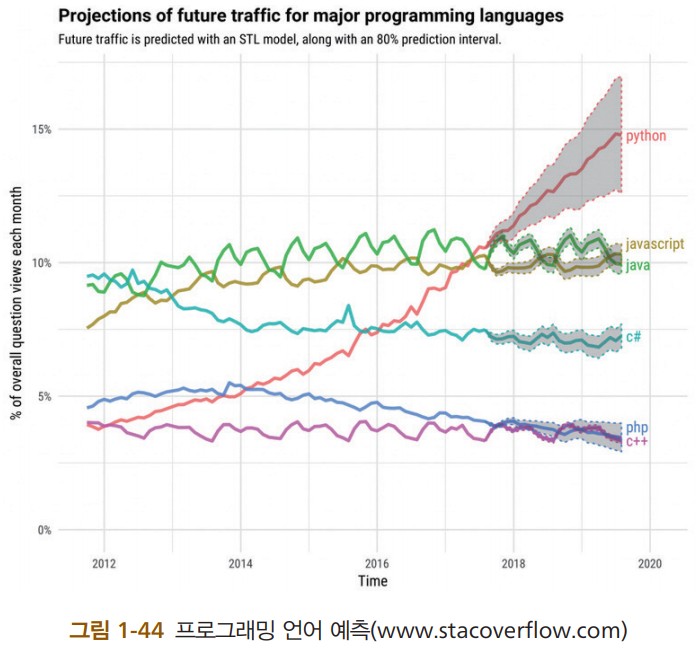 Projections of future traffic for major programming languages
Future traffic is predicted with an STL model, along with an 80% prediction interval.
% of overall question views each month
15%
10%
5%
0%
python
javascript
java
c#
php
c++
2012
2014
2016
2018
2020
Time
그림 1-44 프로그래밍 언어 예측(www.stacoverflow.com)